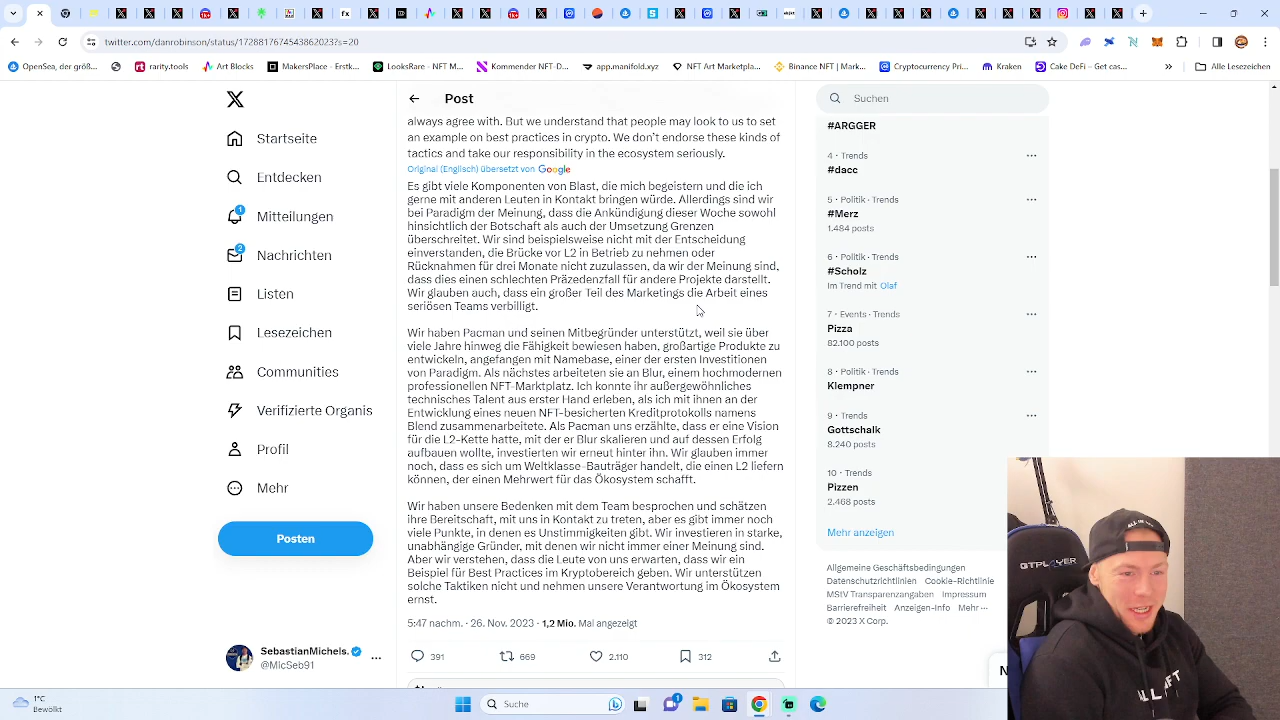 twitter.com/danrobinson/status/1728817674543862023?s=20
OpenSea, der größ...
rarity.tools
Art Blocks
MakersPlace - Erstk...
LooksRare - NFT M...
Kommender NFT-D...
app.manifold.xyz
NFT Art Marketpla...
Binance NFT | Mark...
Cryptocurrency Pri...
Kraken
Cake DeFi – Get cas...
Alle Lesezeichen
Startseite
Entdecken
1
Mitteilungen
2
Nachrichten
Listen
Lesezeichen
Communities
Verifizierte Organis
Profil
Mehr
Posten
SebastianMichels.
@MicSeb91
Post
always agree with. But we understand that people may look to us to set
an example on best practices in crypto. We don't endorse these kinds of
tactics and take our responsibility in the ecosystem seriously.
Original (Englisch) übersetzt von Google
Es gibt viele Komponenten von Blast, die mich begeistern und die ich
gerne mit anderen Leuten in Kontakt bringen würde. Allerdings sind wir
bei Paradigm der Meinung, dass die Ankündigung dieser Woche sowohl
hinsichtlich der Botschaft als auch der Umsetzung Grenzen
überschreitet. Wir sind beispielsweise nicht mit der Entscheidung
einverstanden, die Brücke vor L2 in Betrieb zu nehmen oder
Rücknahmen für drei Monate nicht zuzulassen, da wir der Meinung sind,
dass dies einen schlechten Präzedenzfall für andere Projekte darstellt.
Wir glauben auch, dass ein großer Teil des Marketings die Arbeit eines
seriösen Teams verbilligt.
Wir haben Pacman und seinen Mitbegründer unterstützt, weil sie über
viele Jahre hinweg die Fähigkeit bewiesen haben, großartige Produkte zu
entwickeln, angefangen mit Namebase, einer der ersten Investitionen
von Paradigm. Als nächstes arbeiteten sie an Blur, einem hochmodernen
professionellen NFT-Marktplatz. Ich konnte ihr außergewöhnliches
technisches Talent aus erster Hand erleben, als ich mit ihnen an der
Entwicklung eines neuen NFT-besicherten Kreditprotokolls namens
Blend zusammenarbeitete. Als Pacman uns erzählte, dass er eine Vision
für die L2-Kette hatte, mit der er Blur skalieren und auf dessen Erfolg
aufbauen wollte, investierten wir erneut hinter ihn. Wir glauben immer
noch, dass es sich um Weltklasse-Bauträger handelt, die einen L2 liefern
können, der einen Mehrwert für das Ökosystem schafft.
Wir haben unsere Bedenken mit dem Team besprochen und schätzen
ihre Bereitschaft, mit uns in Kontakt zu treten, aber es gibt immer noch
viele Punkte, in denen es Unstimmigkeiten gibt. Wir investieren in starke,
unabhängige Gründer, mit denen wir nicht immer einer Meinung sind.
Aber wir verstehen, dass die Leute von uns erwarten, dass wir ein
Beispiel für Best Practices im Kryptobereich geben. Wir unterstützen
solche Taktiken nicht und nehmen unsere Verantwortung im Ökosystem
ernst.
5:47 nachm. · 26. Nov. 2023 · 1,2 Mio. Mal angezeigt
391
669
2.110
312
Suchen
#ARGGER
4 · Trends
#dacc
5 · Politik · Trends
#Merz
1.484 posts
6 · Politik · Trends
#Scholz
Im Trend mit Olaf
7 · Events · Trends
Pizza
82.100 posts
8 · Politik · Trends
Klempner
9 · Trends
Gottschalk
8.240 posts
10 · Trends
Pizzen
2.468 posts
Mehr anzeigen
Allgemeine Geschäftsbedingungen
Datenschutzrichtlinien Cookie-Richtlinie
MStV Transparenzangaben Impressum
Barrierefreiheit Anzeigen-Info Mehr
© 2023 X Corp.
N
GTPLAYER
1°C
Bewölkt
Suche
1